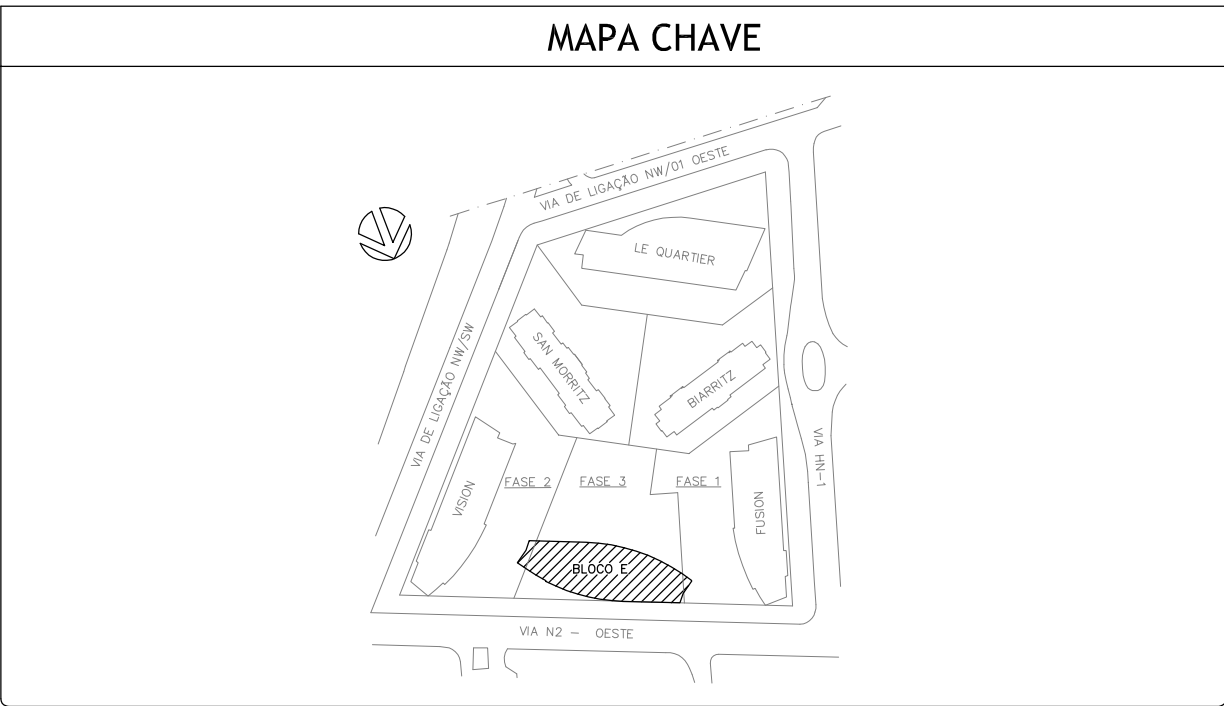 MAPA CHAVE
VIA DE LIGAÇÃO NW/01 OESTE
LE QUARTIER
VIA DE LIGAÇÃO NW/SW
SAN MORRITZ
BIARRITZ
VIA HN-1
VISION
FASE 2
FASE 3
FASE 1
FUSION
BLOCO E
VIA N2 - OESTE